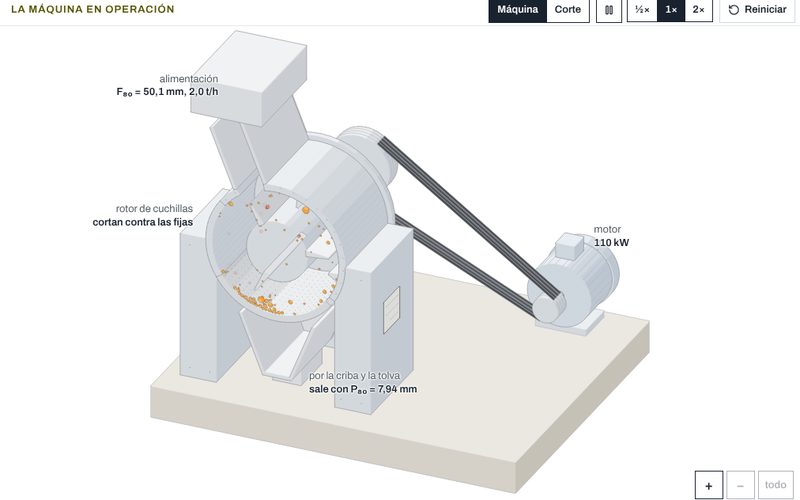 LA MÁQUINA EN OPERACIÓN
Máquina Corte ½× 1× 2× Reiniciar
alimentación
F₈₀ = 50,1 mm, 2,0 t/h
rotor de cuchillas
cortan contra las fijas
motor
110 kW
por la criba y la tolva
sale con P₈₀ = 7,94 mm
+ − todo